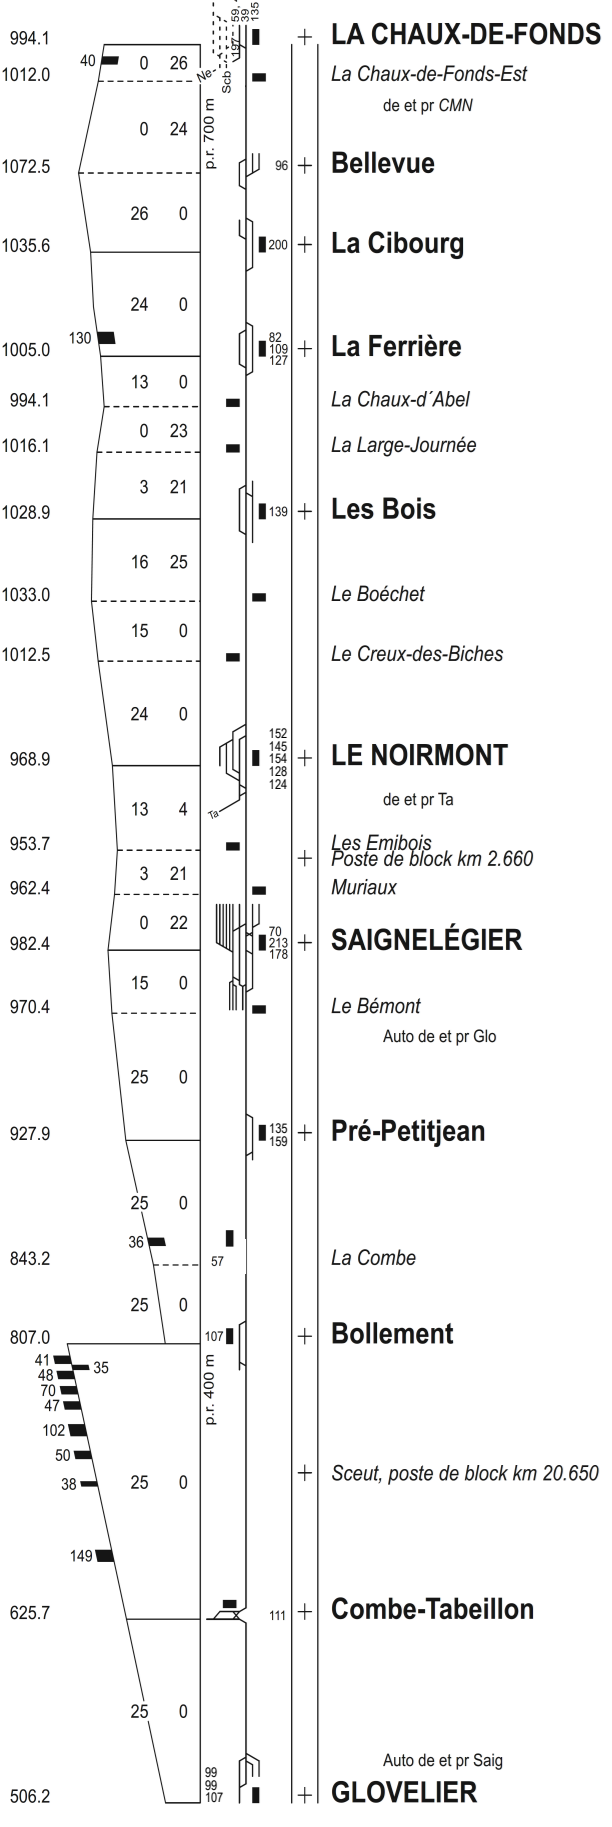 59,
39
135
197
994.1 + LA CHAUX-DE-FONDS
40 0 26
Ne-
Scb
1012.0 La Chaux-de-Fonds-Est
de et pr CMN
p.r. 700 m
0 24
1072.5 96 + Bellevue
26 0
1035.6 200 + La Cibourg
24 0
130
82
1005.0 109 + La Ferrière
127
13 0
994.1 La Chaux-d´Abel
0 23
1016.1 La Large-Journée
3 21
1028.9 139 + Les Bois
16 25
1033.0 Le Boéchet
15 0
1012.5 Le Creux-des-Biches
24 0
152
145
968.9 154 + LE NOIRMONT
128
124
de et pr Ta
13 4
Ta
953.7 Les Emibois
+ Poste de block km 2.660
3 21
962.4 Muriaux
0 22
70
982.4 213 + SAIGNELÉGIER
178
15 0
970.4 Le Bémont
Auto de et pr Glo
25 0
927.9 135 + Pré-Petitjean
159
25 0
36
843.2 57 La Combe
25 0
807.0 107 + Bollement
41
35
48
70
47
p.r. 400 m
102
50
38 25 0
+ Sceut, poste de block km 20.650
149
625.7 111 + Combe-Tabeillon
25 0
Auto de et pr Saig
99
99
506.2 107 + GLOVELIER